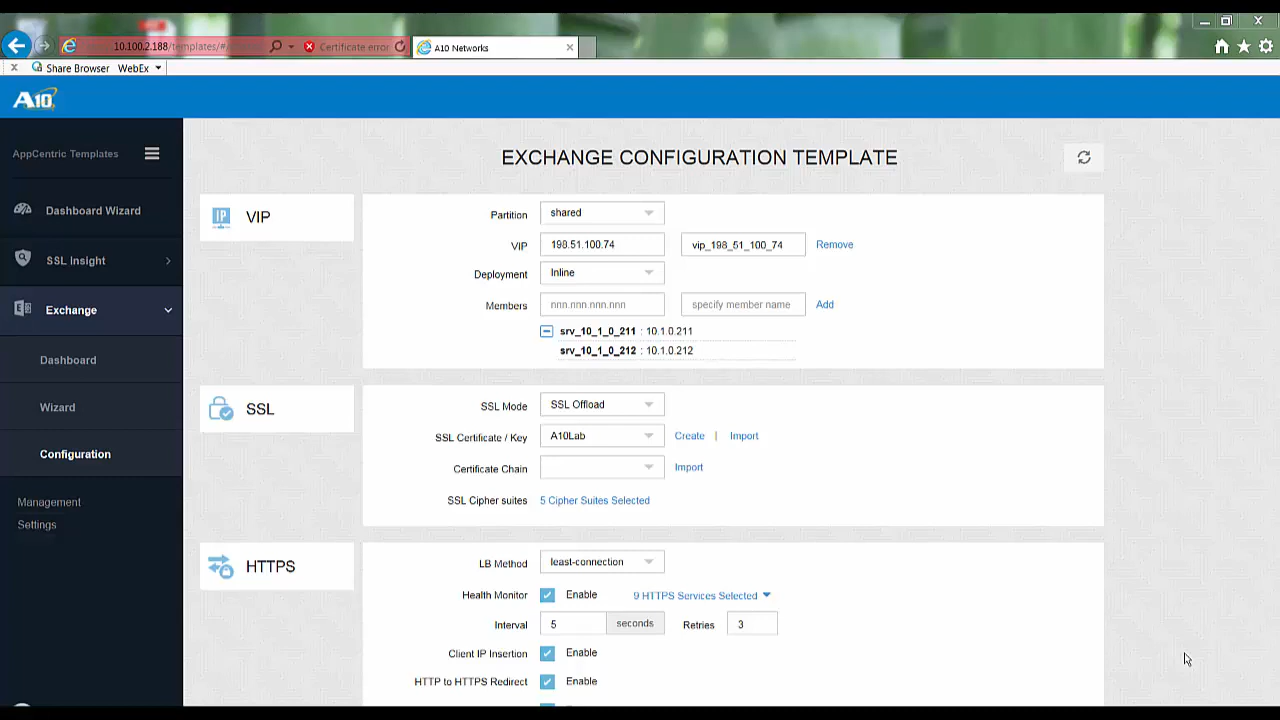 10.100.2.188/templates/#
Certificate error
A10 Networks
Share Browser WebEx
A10
AppCentric Templates
Dashboard Wizard
SSL Insight
Exchange
Dashboard
Wizard
Configuration
Management
Settings
EXCHANGE CONFIGURATION TEMPLATE
IP
VIP
Partition shared
VIP 198.51.100.74 vip_198_51_100_74 Remove
Deployment Inline
Members nnn.nnn.nnn.nnn specify member name Add
srv_10_1_0_211 : 10.1.0.211
srv_10_1_0_212 : 10.1.0.212
SSL
SSL Mode SSL Offload
SSL Certificate / Key A10Lab Create | Import
Certificate Chain Import
SSL Cipher suites 5 Cipher Suites Selected
HTTPS
LB Method least-connection
Health Monitor Enable 9 HTTPS Services Selected
Interval 5 seconds Retries 3
Client IP Insertion Enable
HTTP to HTTPS Redirect Enable